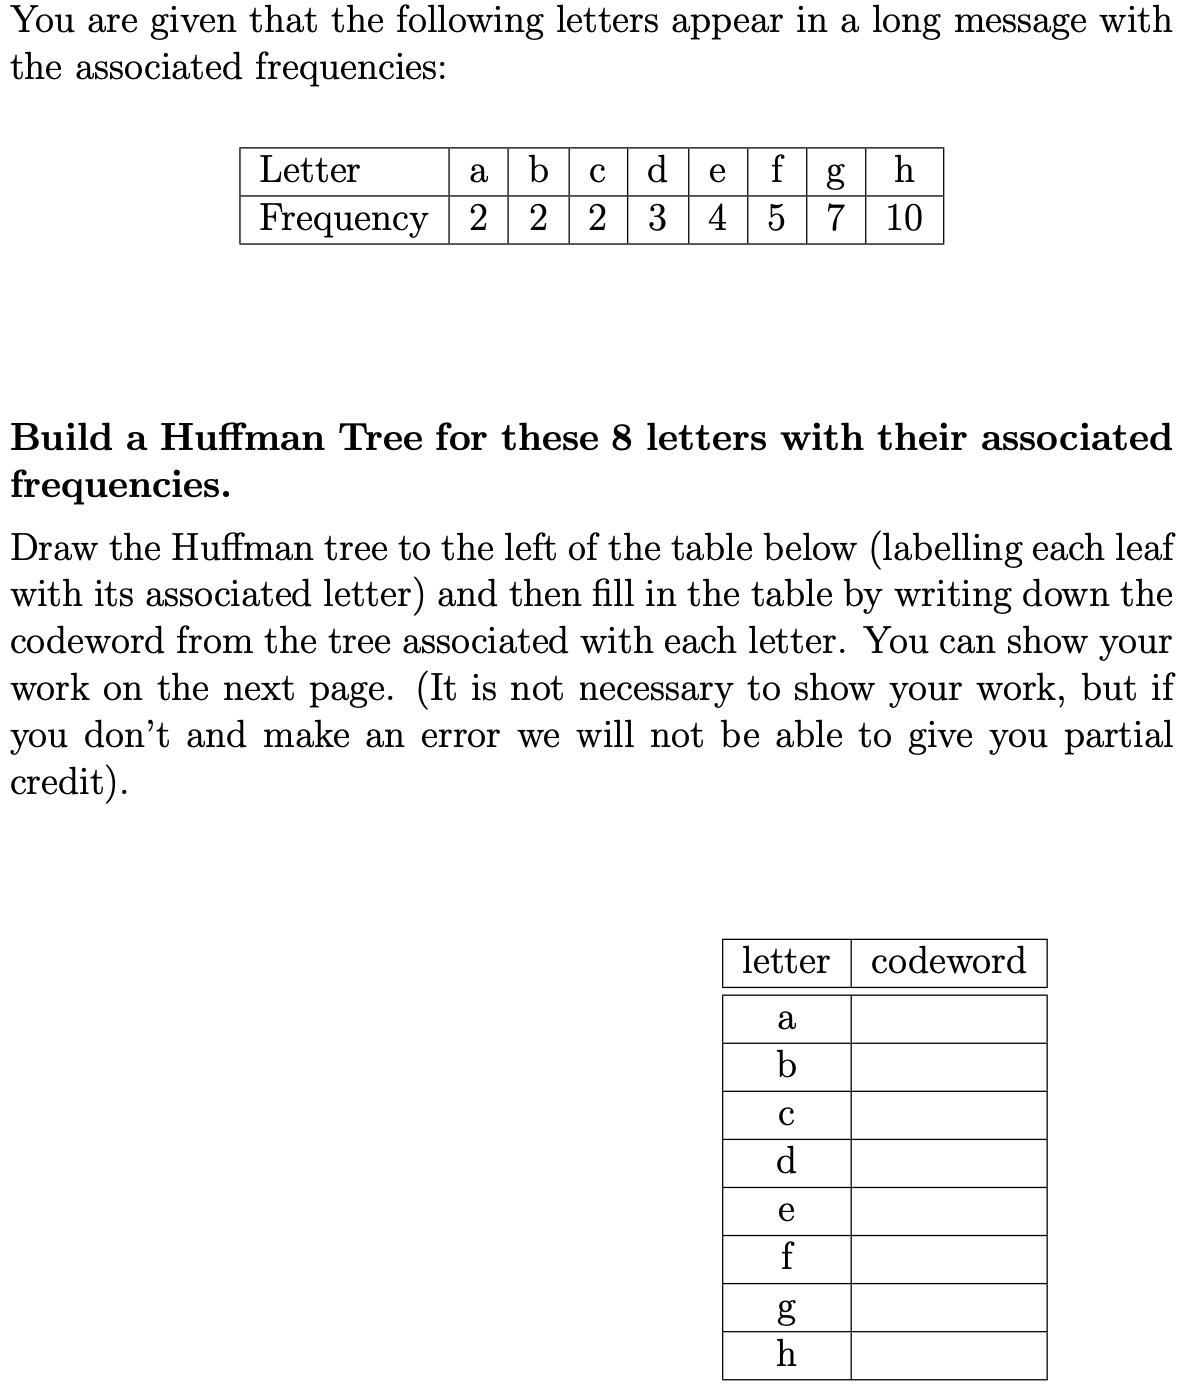 You are given that the following letters appear in a long message with
the associated frequencies:
Letter a b c d e f g h
Frequency 2 2 2 3 4 5 7 10
Build a Huffman Tree for these 8 letters with their associated
frequencies.
Draw the Huffman tree to the left of the table below (labelling each leaf
with its associated letter) and then fill in the table by writing down the
codeword from the tree associated with each letter. You can show your
work on the next page. (It is not necessary to show your work, but if
you don't and make an error we will not be able to give you partial
credit).
letter codeword
a
b
c
d
e
f
g
h